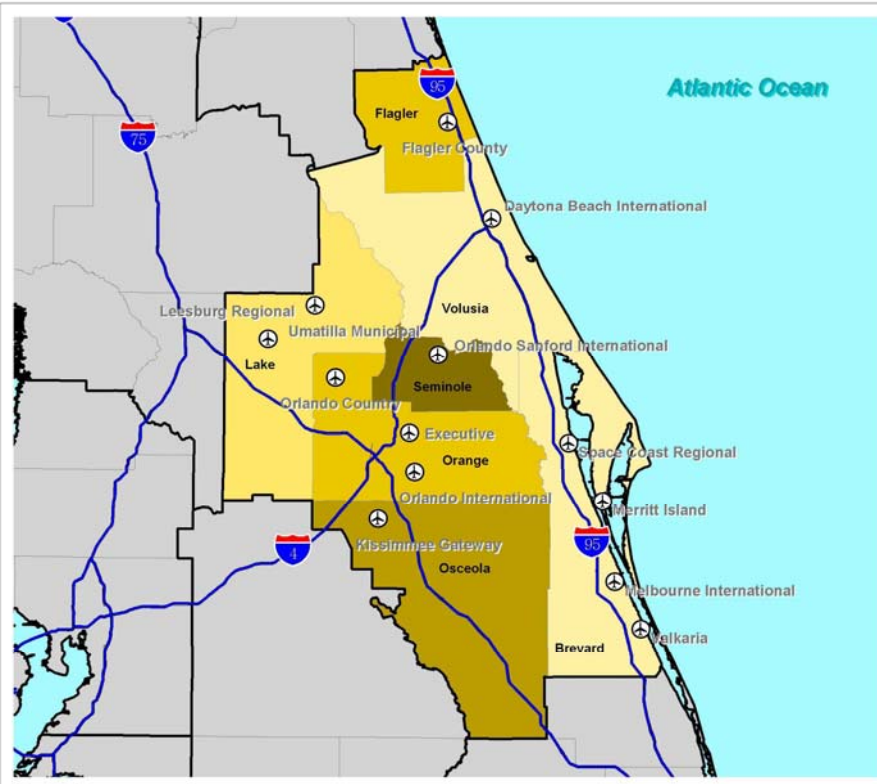 95
Atlantic Ocean
Flagler
75
Flagler County
Daytona Beach International
Volusia
Leesburg Regional
Umatilla Municipal
Orlando Sanford International
Lake
Seminole
Orlando Country
Executive
Orange
Space Coast Regional
Orlando International
Merritt Island
Kissimmee Gateway
95
4
Osceola
Melbourne International
Valkaria
Brevard